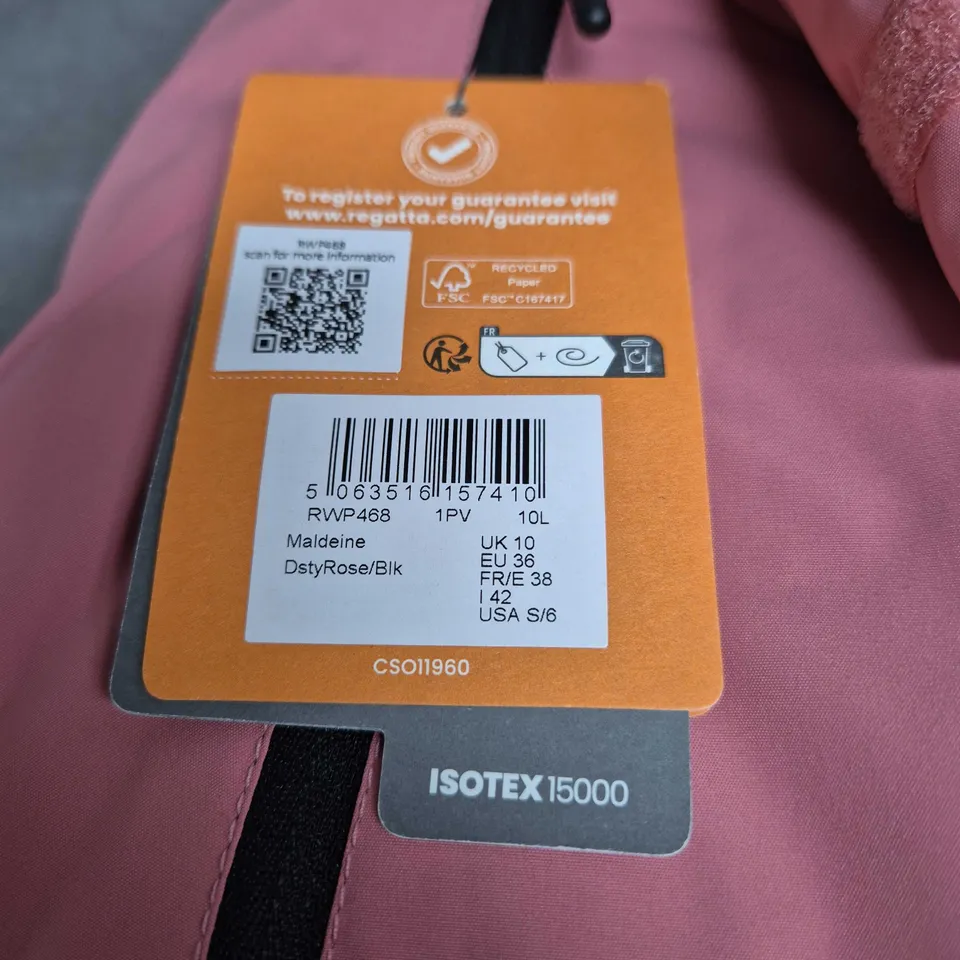 To register your guarantee visit
www.regatta.com/guarantee
RWP468
scan for more information
FSC
RECYCLED
Paper
FSC™ C167417
FR
+
5 063516 157410
RWP468 1PV 10L
Maldeine
DstyRose/Blk
UK 10
EU 36
FR/E 38
I 42
USA S/6
CSO11960
ISOTEX 15000